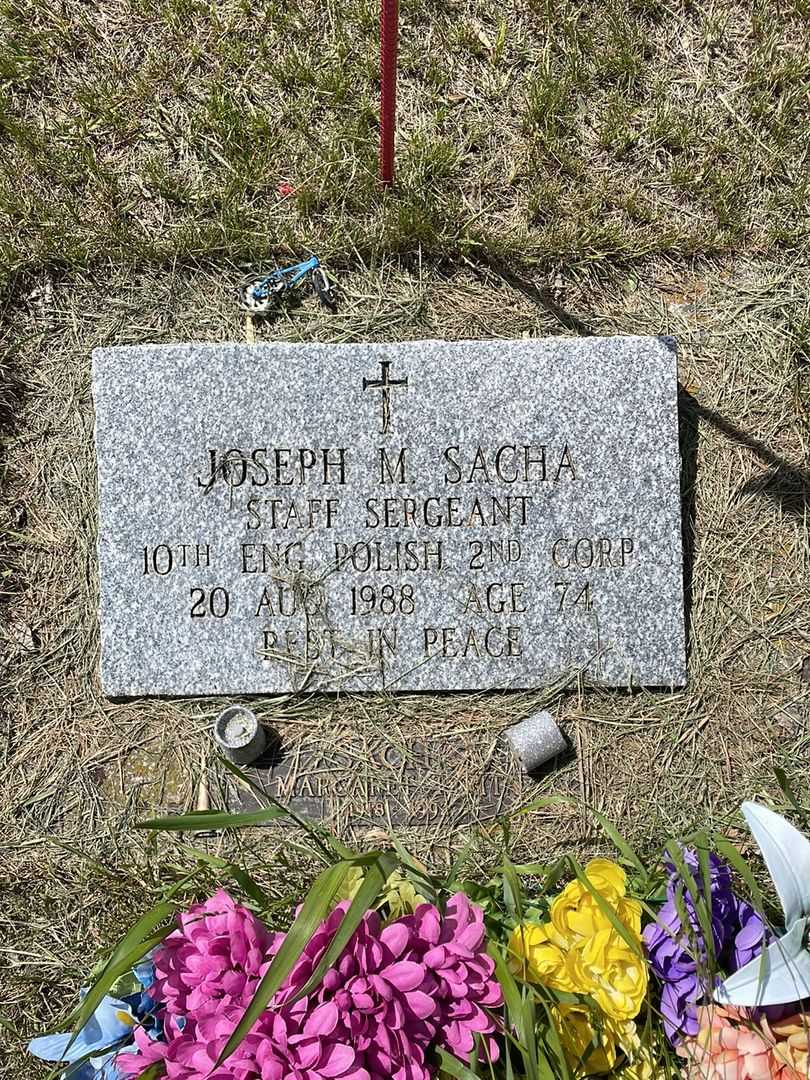 JOSEPH M. SACHA
STAFF SERGEANT
10TH ENG POLISH 2ND CORP
20 AUG 1988 AGE 74
REST IN PEACE